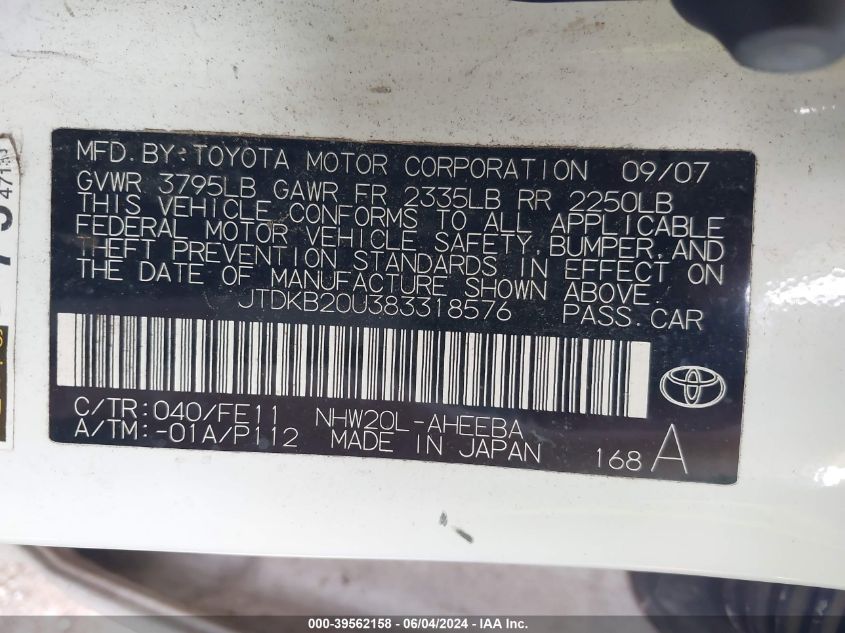 MFD. BY: TOYOTA MOTOR CORPORATION 09/07
GVWR 3795LB GAWR FR 2335LB RR 2250LB
THIS VEHICLE CONFORMS TO ALL APPLICABLE
FEDERAL MOTOR VEHICLE SAFETY, BUMPER, AND
THEFT PREVENTION STANDARDS IN EFFECT ON
THE DATE OF MANUFACTURE SHOWN ABOVE.
JTDKB20U383318576 PASS. CAR
C/TR: 040/FE11 NHW20L-AHEEBA
A/TM: -01A/P112 MADE IN JAPAN 168 A
000-39562158 - 06/04/2024 - IAA